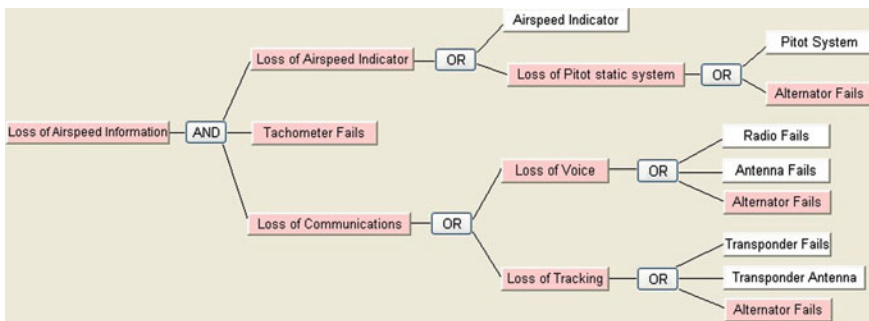 Airspeed Indicator
Loss of Airspeed Indicator
OR
Pitot System
Loss of Pitot static system
OR
Alternator Fails
Loss of Airspeed Information
AND
Tachometer Fails
Radio Fails
Loss of Voice
OR
Antenna Fails
Alternator Fails
Loss of Communications
OR
Transponder Fails
Loss of Tracking
OR
Transponder Antenna
Alternator Fails